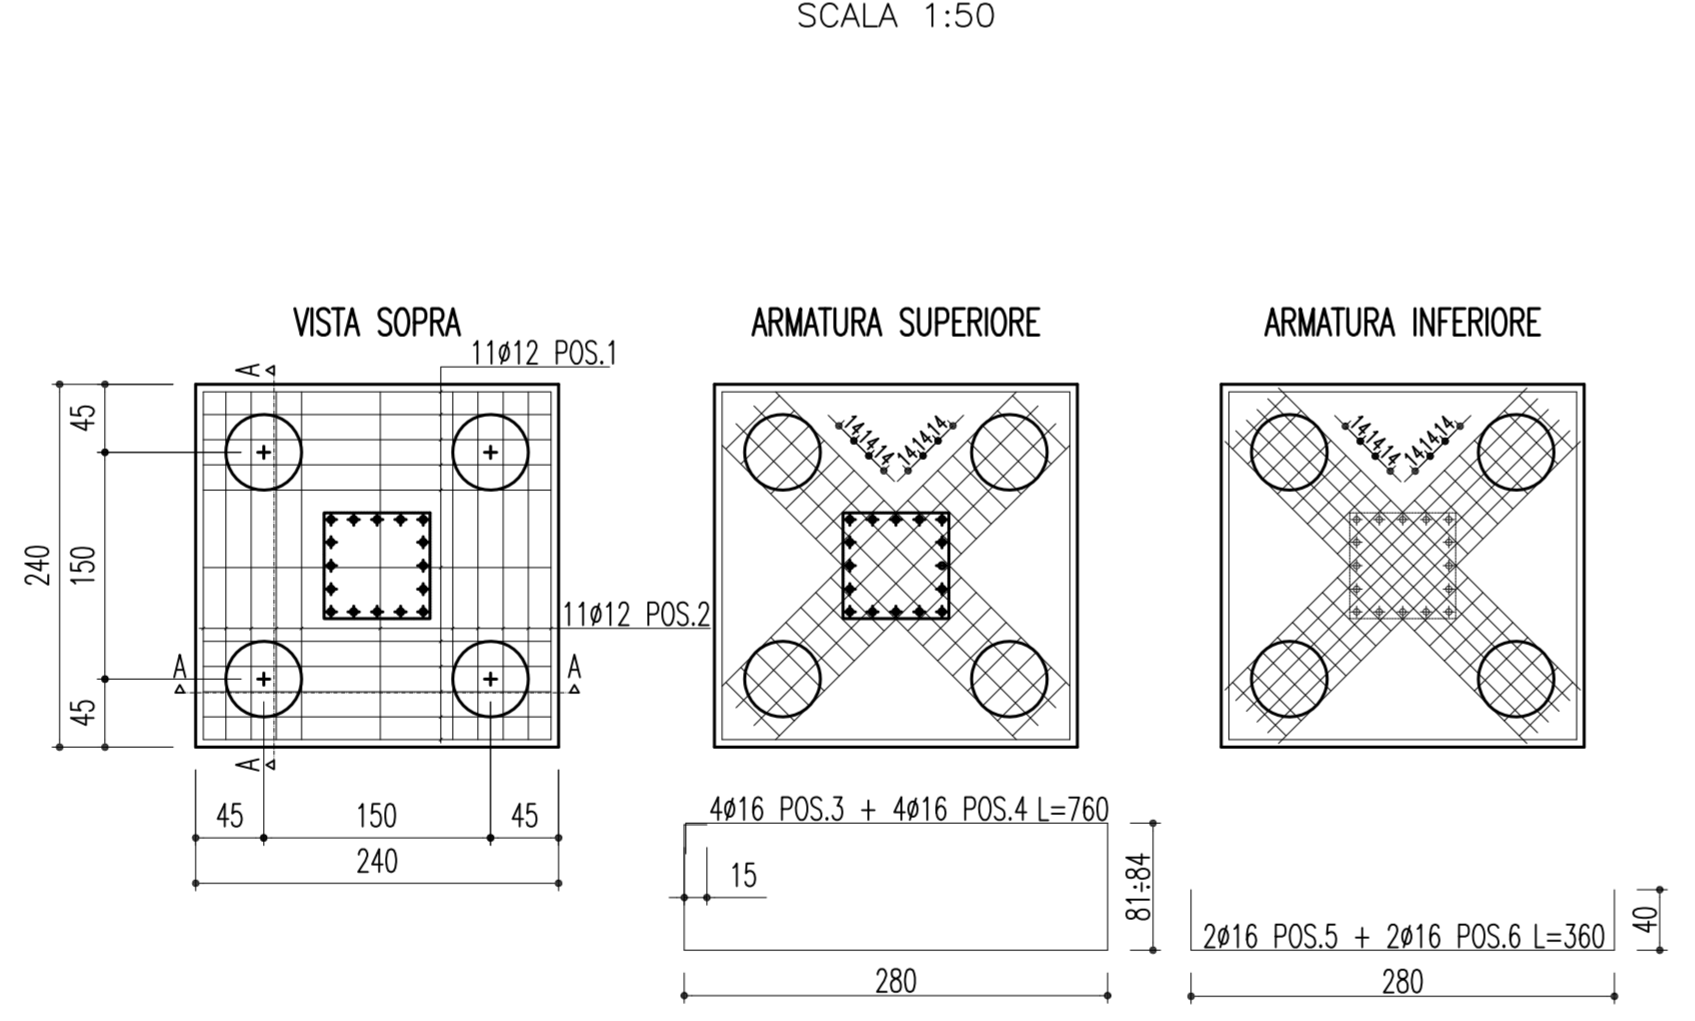 SCALA 1:50
VISTA SOPRA
ARMATURA SUPERIORE
ARMATURA INFERIORE
11ø12 POS.1
A
45
150
240
45
11ø12 POS.2
A
A
A
45
150
45
240
14
14
14
14
14
14
14
14
14
14
14
14
4ø16 POS.3 + 4ø16 POS.4 L=760
15
81÷84
280
2ø16 POS.5 + 2ø16 POS.6 L=360
40
280